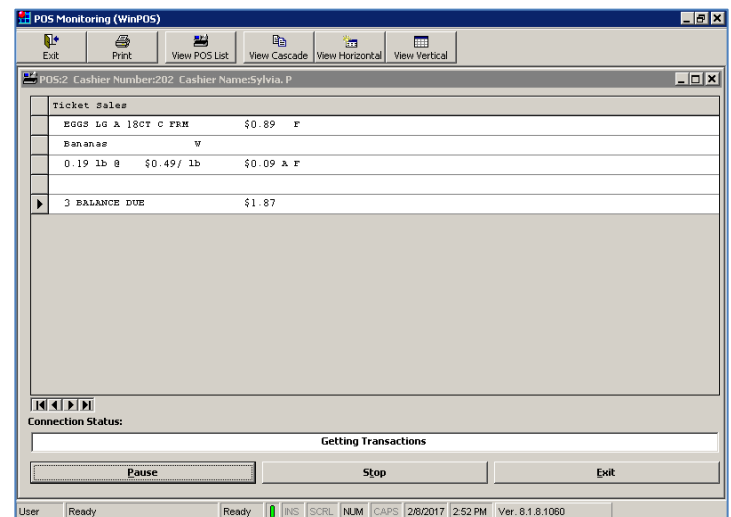 POS Monitoring (WinPOS)
Exit Print View POS List View Cascade View Horizontal View Vertical
POS:2 Cashier Number:202 Cashier Name:Sylvia. P
Ticket Sales
EGGS LG A 18CT C FRM $0.89 F
Bananas W
0.19 lb @ $0.49/ lb $0.09 A F
3 BALANCE DUE $1.87
Connection Status:
Getting Transactions
Pause Stop Exit
User Ready Ready INS SCRL NUM CAPS 2/8/2017 2:52 PM Ver. 8.1.8.1060